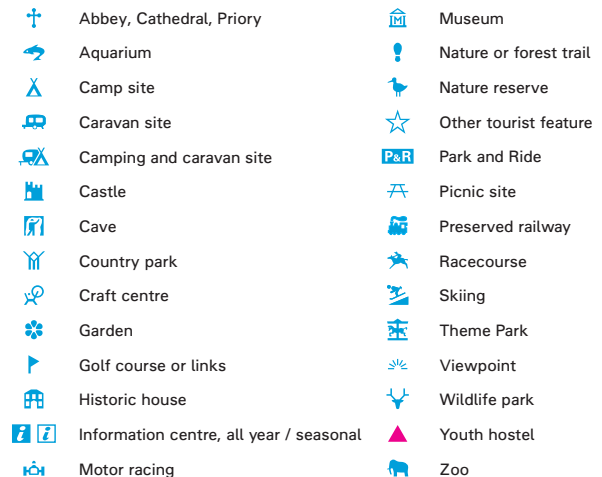 Abbey, Cathedral, Priory
Aquarium
Camp site
Caravan site
Camping and caravan site
Castle
Cave
Country park
Craft centre
Garden
Golf course or links
Historic house
i i Information centre, all year / seasonal
Motor racing
M Museum
Nature or forest trail
Nature reserve
Other tourist feature
P&R Park and Ride
Picnic site
Preserved railway
Racecourse
Skiing
Theme Park
Viewpoint
Wildlife park
Youth hostel
Zoo